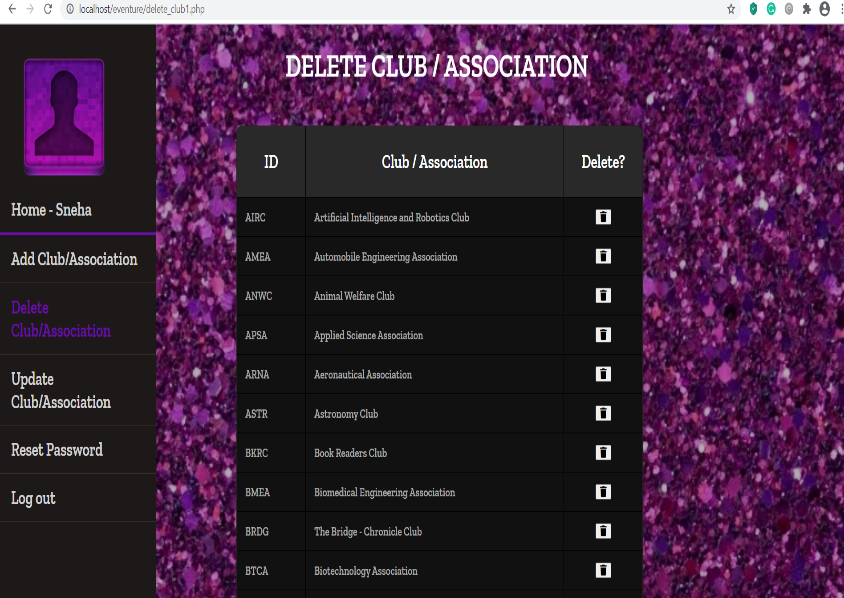 localhost/eventure/delete_club1.php
DELETE CLUB / ASSOCIATION
Home - Sneha
Add Club/Association
Delete
Club/Association
Update
Club/Association
Reset Password
Log out
ID Club / Association Delete?
AIRC Artificial Intelligence and Robotics Club
AMEA Automobile Engineering Association
ANWC Animal Welfare Club
APSA Applied Science Association
ARNA Aeronautical Association
ASTR Astronomy Club
BKRC Book Readers Club
BMEA Biomedical Engineering Association
BRDG The Bridge - Chronicle Club
BTCA Biotechnology Association